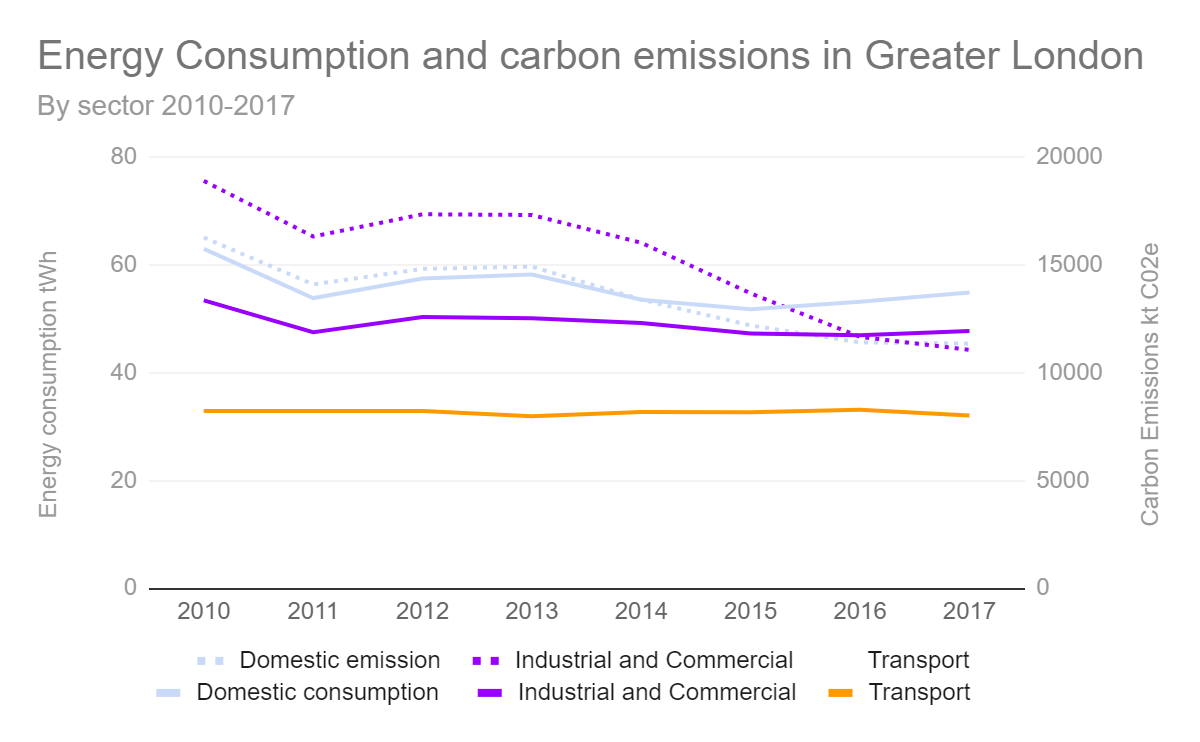 Energy Consumption and carbon emissions in Greater London
By sector 2010-2017
80
60
40
20
0
Energy consumption tWh
20000
15000
10000
5000
0
Carbon Emissions kt C02e
2010 2011 2012 2013 2014 2015 2016 2017
Domestic emission Industrial and Commercial Transport
Domestic consumption Industrial and Commercial Transport